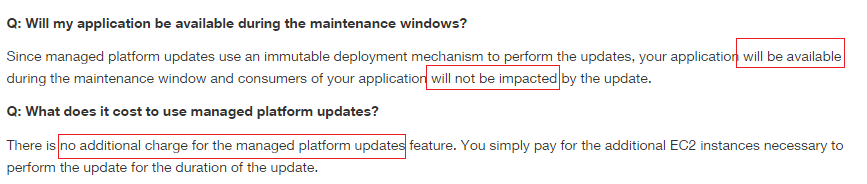 Q: Will my application be available during the maintenance windows?
Since managed platform updates use an immutable deployment mechanism to perform the updates, your application will be available
during the maintenance window and consumers of your application will not be impacted by the update.
Q: What does it cost to use managed platform updates?
There is no additional charge for the managed platform updates feature. You simply pay for the additional EC2 instances necessary to
perform the update for the duration of the update.